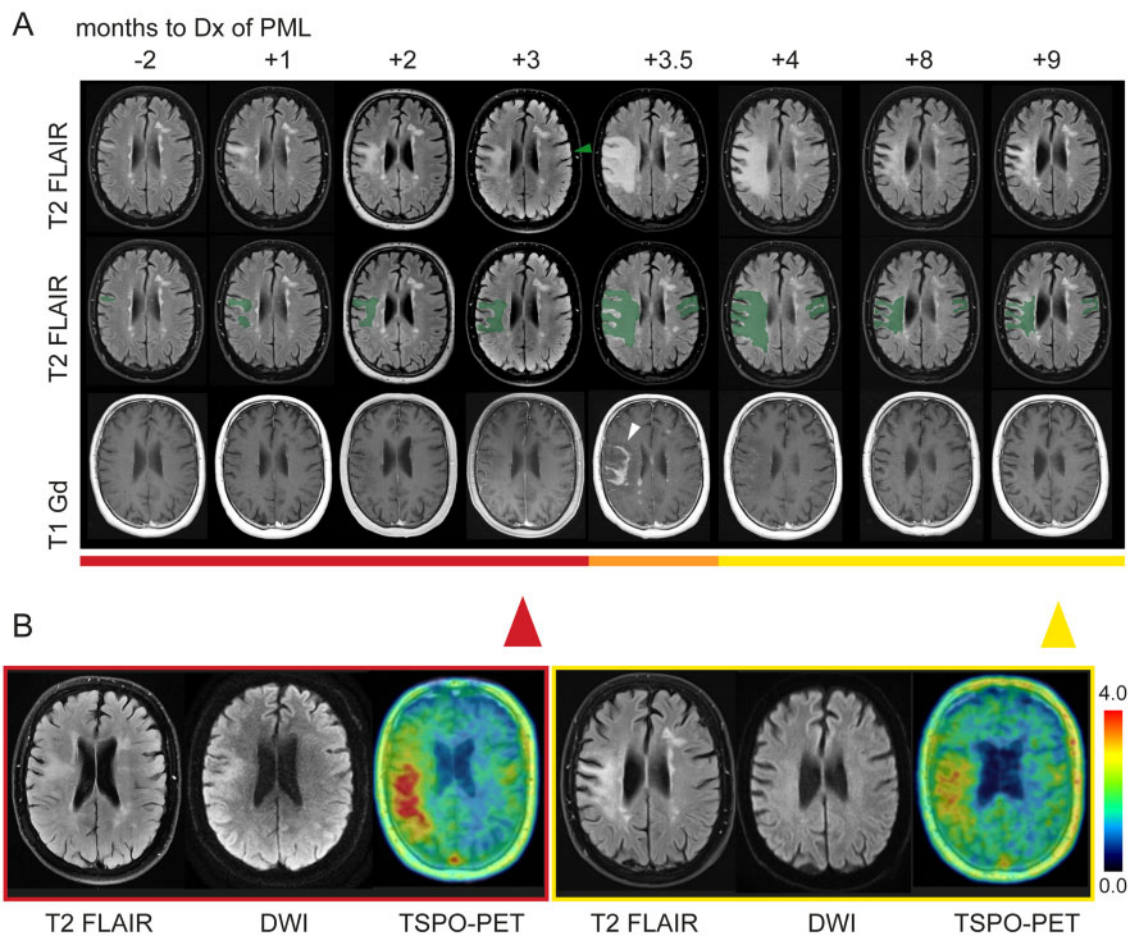 A
months to Dx of PML
-2 +1 +2 +3 +3.5 +4 +8 +9
T2 FLAIR
T2 FLAIR
T1 Gd
B
4.0
0.0
T2 FLAIR DWI TSPO-PET T2 FLAIR DWI TSPO-PET